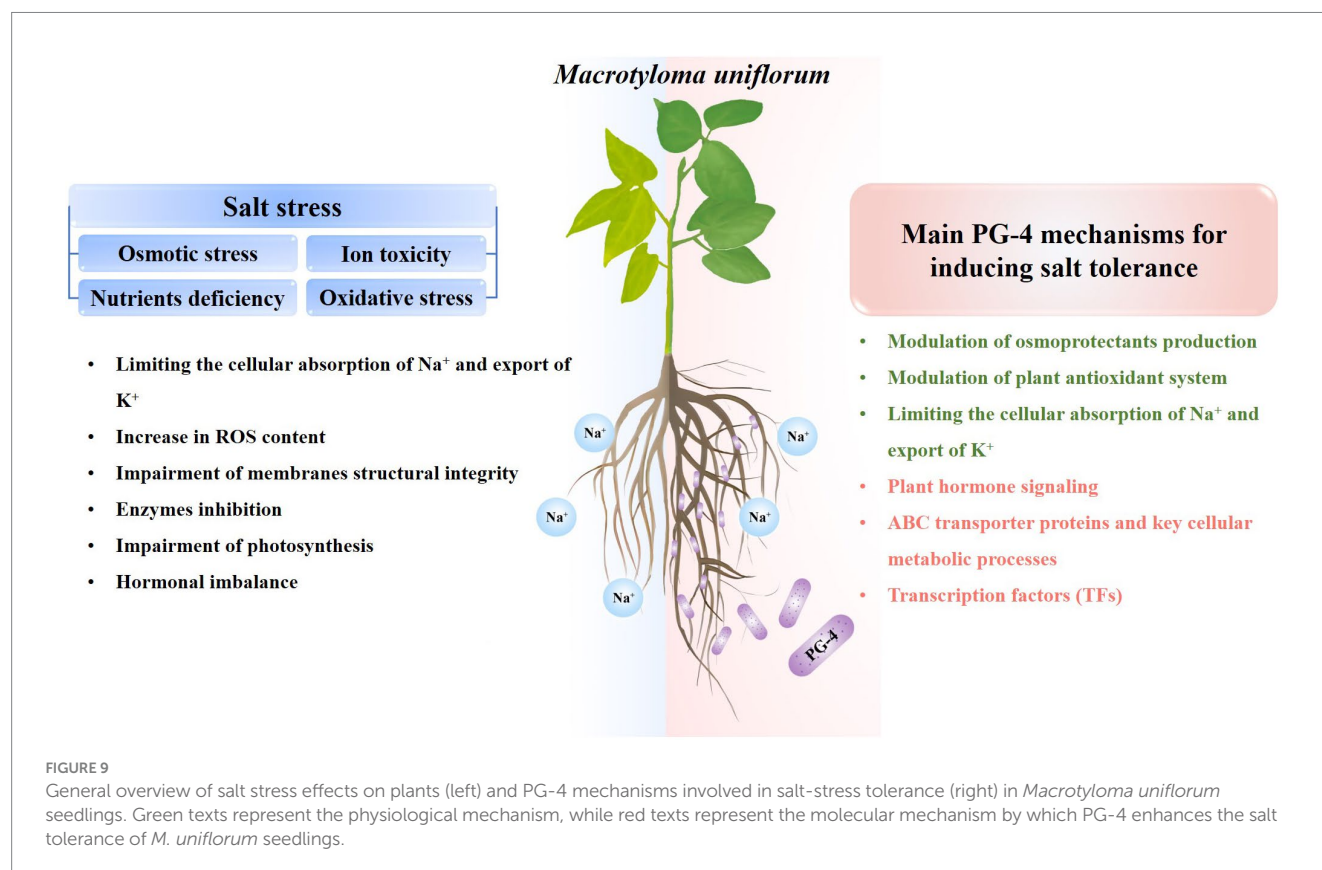 Macrotyloma uniflorum
Salt stress
Osmotic stress
Ion toxicity
Nutrients deficiency
Oxidative stress
• Limiting the cellular absorption of Na⁺ and export of
K⁺
• Increase in ROS content
• Impairment of membranes structural integrity
• Enzymes inhibition
• Impairment of photosynthesis
• Hormonal imbalance
Na⁺
Na⁺
Na⁺
Na⁺
Na⁺
PG-4
Main PG-4 mechanisms for
inducing salt tolerance
• Modulation of osmoprotectants production
• Modulation of plant antioxidant system
• Limiting the cellular absorption of Na⁺ and
export of K⁺
• Plant hormone signaling
• ABC transporter proteins and key cellular
metabolic processes
• Transcription factors (TFs)
FIGURE 9
General overview of salt stress effects on plants (left) and PG-4 mechanisms involved in salt-stress tolerance (right) in Macrotyloma uniflorum
seedlings. Green texts represent the physiological mechanism, while red texts represent the molecular mechanism by which PG-4 enhances the salt
tolerance of M. uniflorum seedlings.